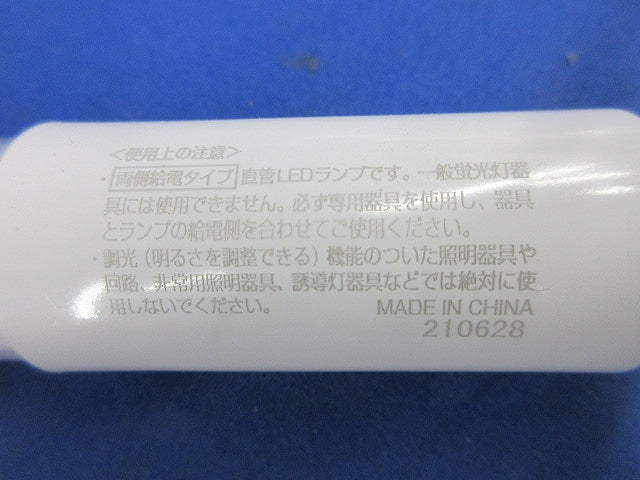 <使用上の注意>
・両側給電タイプ 直管LEDランプです。一般蛍光灯器
具には使用できません。必ず専用器具を使用し、器具
とランプの給電側を合わせてご使用ください。
・調光（明るさを調整できる）機能のついた照明器具や
回路、非常用照明器具、誘導灯器具などでは絶対に使
用しないでください。 MADE IN CHINA
210628